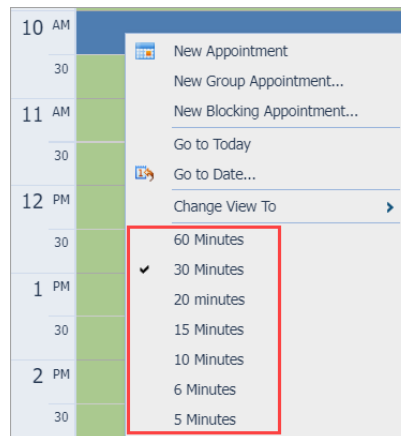 10 AM
30
11 AM
30
12 PM
30
1 PM
30
2 PM
30
New Appointment
New Group Appointment...
New Blocking Appointment...
Go to Today
Go to Date...
Change View To
60 Minutes
30 Minutes
20 minutes
15 Minutes
10 Minutes
6 Minutes
5 Minutes